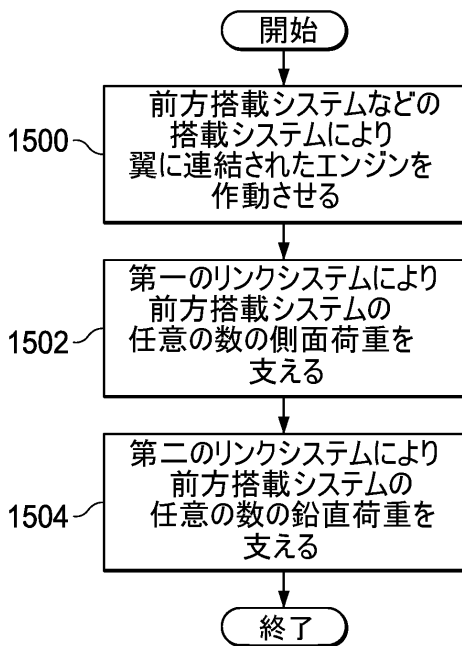 開始
1500
前方搭載システムなどの
搭載システムにより
翼に連結されたエンジンを
作動させる
1502
第一のリンクシステムにより
前方搭載システムの
任意の数の側面荷重を
支える
1504
第二のリンクシステムにより
前方搭載システムの
任意の数の鉛直荷重を
支える
終了